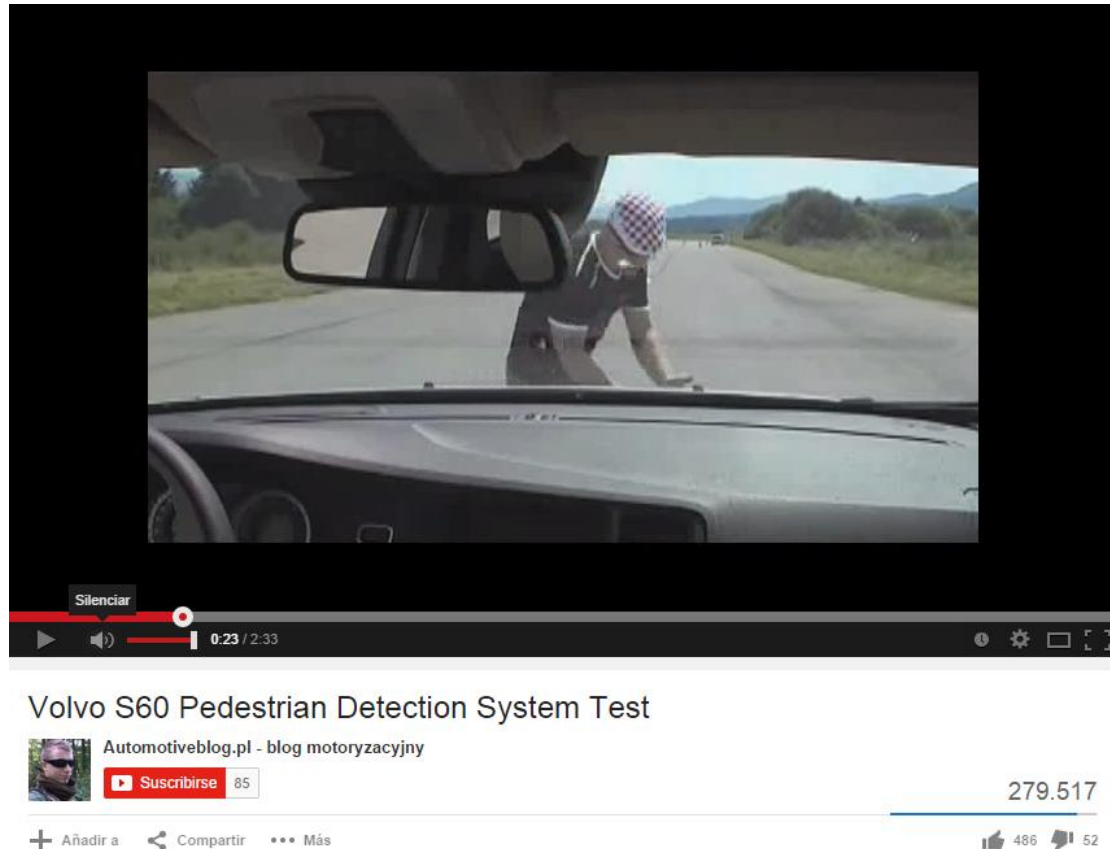 Silenciar
0:23 / 2:33
Volvo S60 Pedestrian Detection System Test
Automotiveblog.pl - blog motoryzacyjny
Suscribirse 85
279.517
Añadir a Compartir Más
486 52